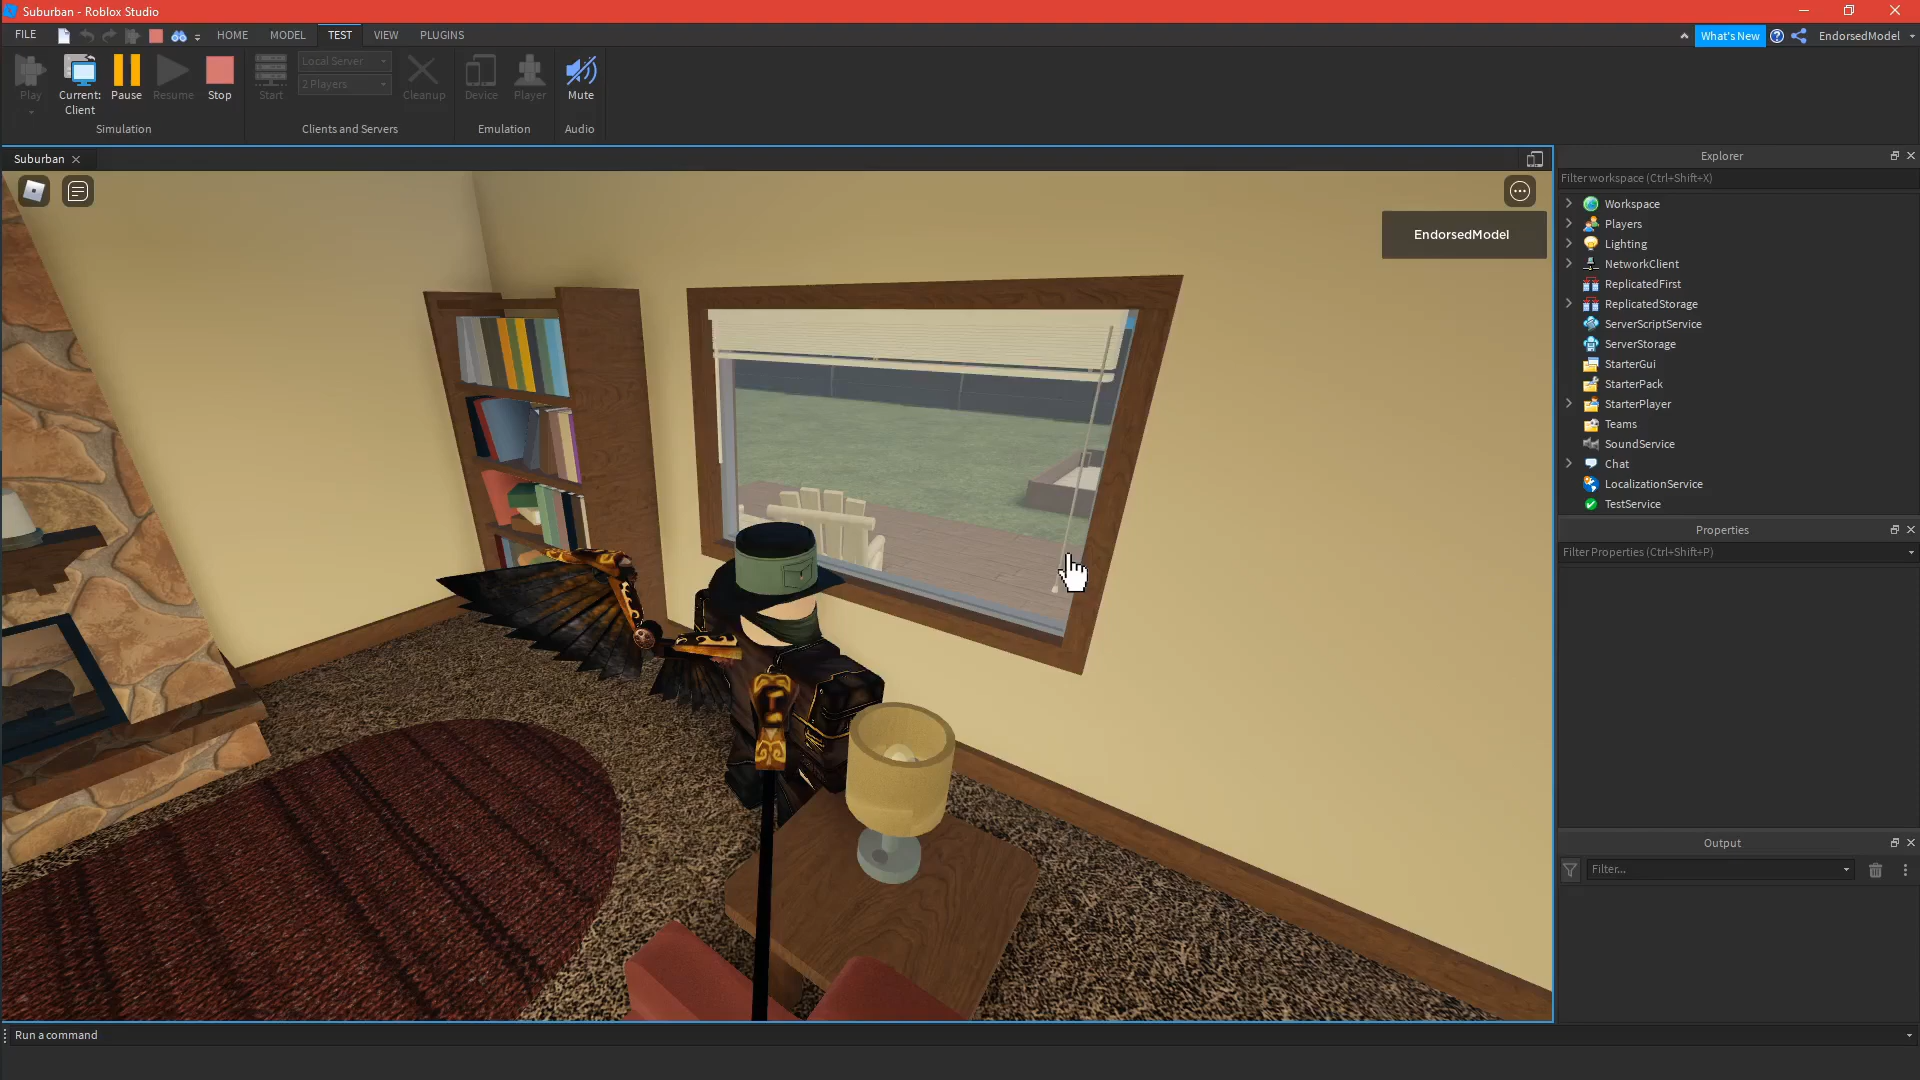 Suburban - Roblox Studio
FILE HOME MODEL TEST VIEW PLUGINS What's New EndorsedModel
Play Current: Client Pause Resume Stop Start Local Server 2 Players Cleanup Device Player Mute
Simulation Clients and Servers Emulation Audio
Suburban
EndorsedModel
Explorer
Filter workspace (Ctrl+Shift+X)
Workspace
Players
Lighting
NetworkClient
ReplicatedFirst
ReplicatedStorage
ServerScriptService
ServerStorage
StarterGui
StarterPack
StarterPlayer
Teams
SoundService
Chat
LocalizationService
TestService
Properties
Filter Properties (Ctrl+Shift+P)
Output
Filter...
Run a command